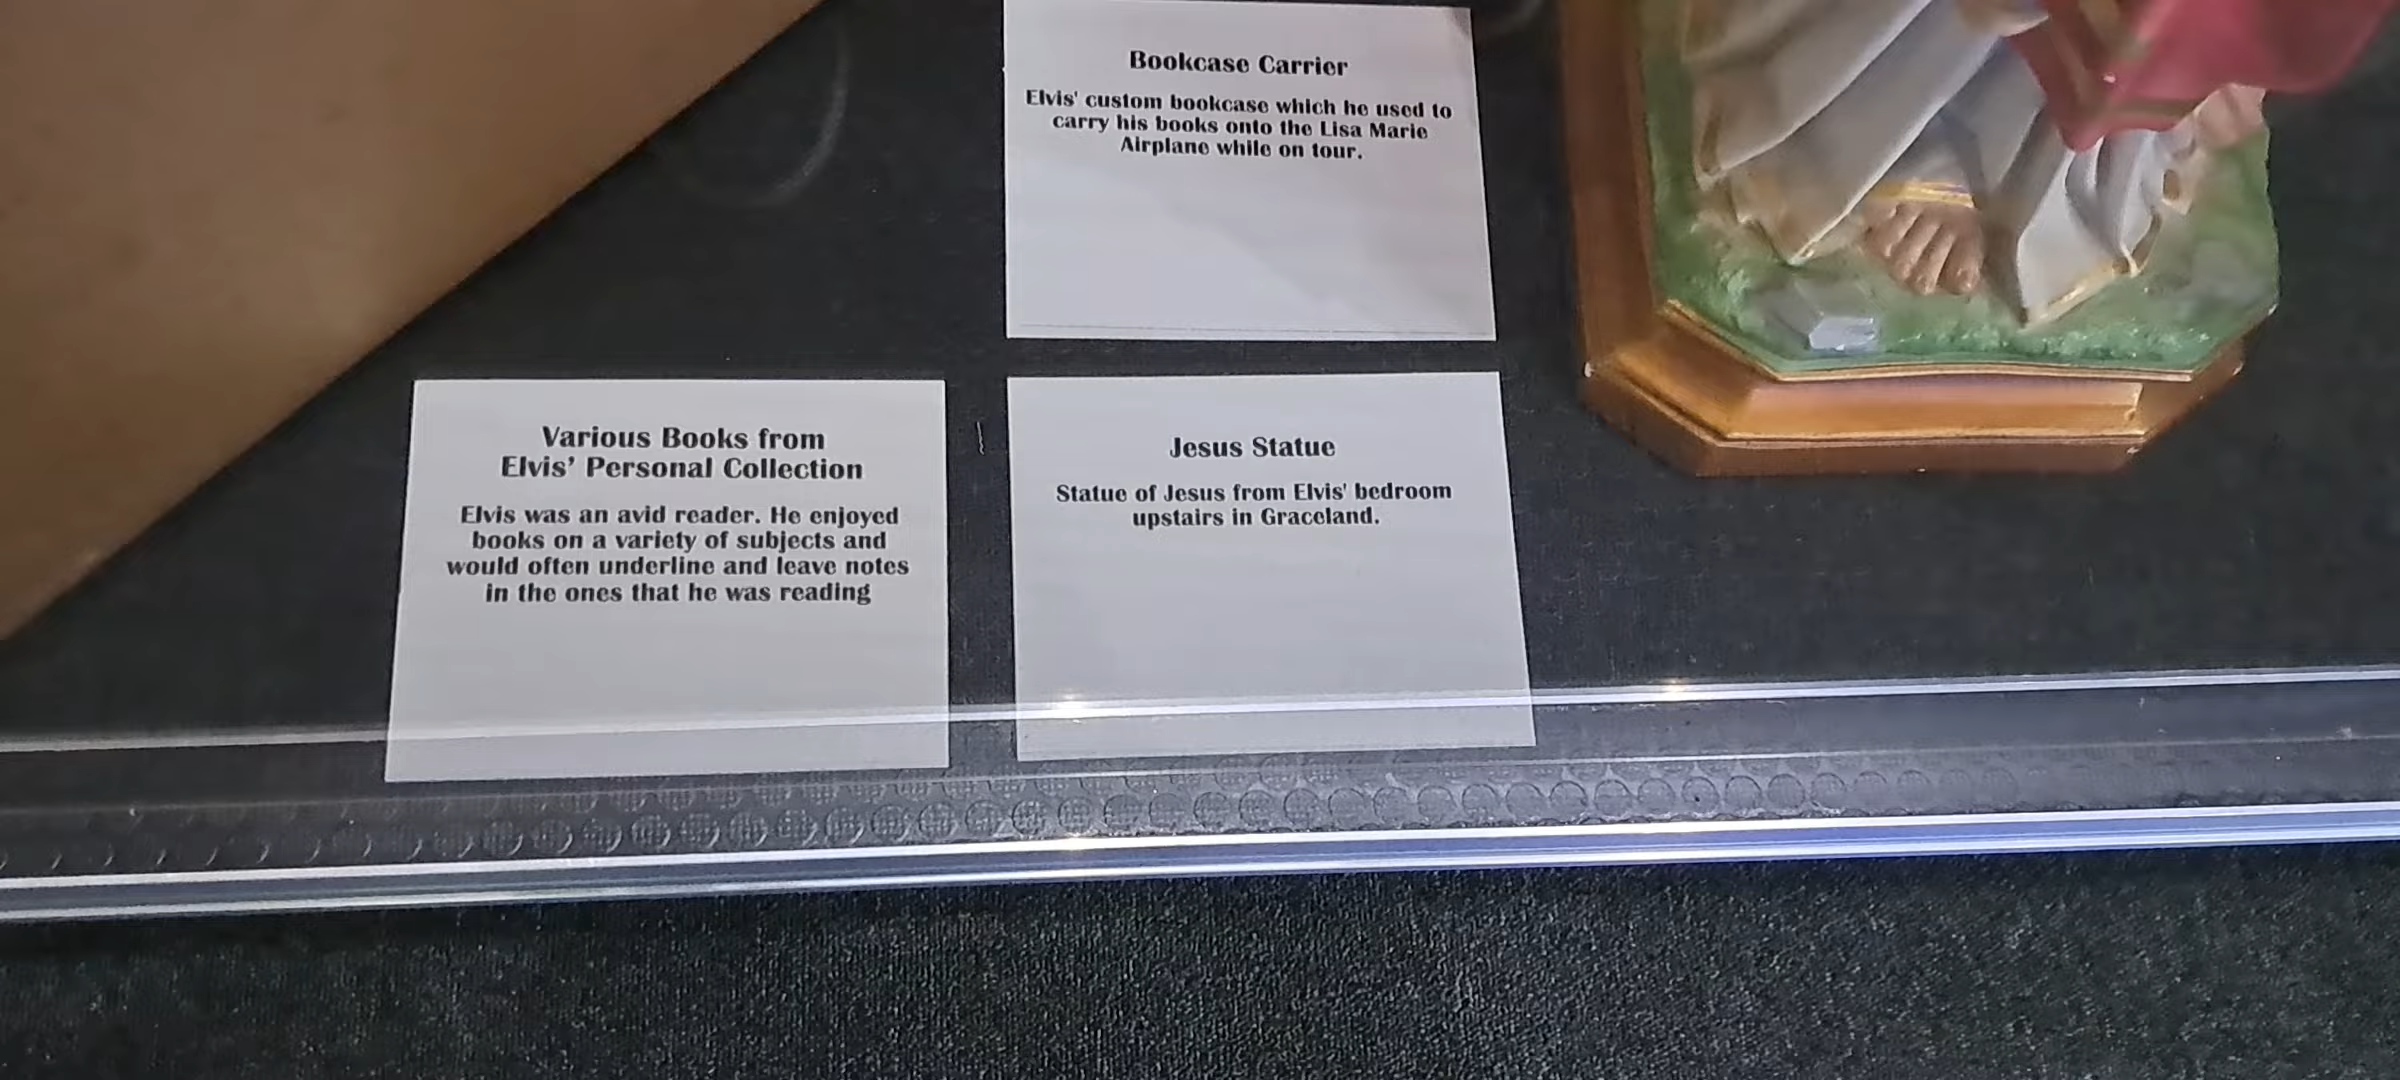 Bookcase Carrier
Elvis' custom bookcase which he used to
carry his books onto the Lisa Marie
Airplane while on tour.
Various Books from
Elvis’ Personal Collection
Elvis was an avid reader. He enjoyed
books on a variety of subjects and
would often underline and leave notes
in the ones that he was reading
Jesus Statue
Statue of Jesus from Elvis' bedroom
upstairs in Graceland.